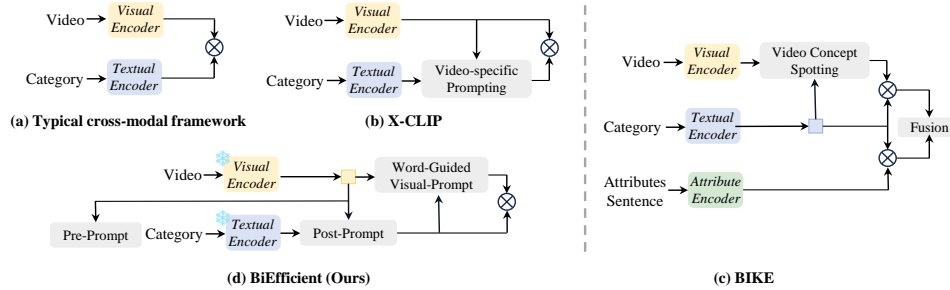 Video
Visual
Encoder
Category
Textual
Encoder
(a) Typical cross-modal framework
Video
Visual
Encoder
Category
Textual
Encoder
Video-specific
Prompting
(b) X-CLIP
Video
Visual
Encoder
Word-Guided
Visual-Prompt
Pre-Prompt
Category
Textual
Encoder
Post-Prompt
(d) BiEfficient (Ours)
Video
Visual
Encoder
Video Concept
Spotting
Category
Textual
Encoder
Fusion
Attributes
Sentence
Attribute
Encoder
(c) BIKE